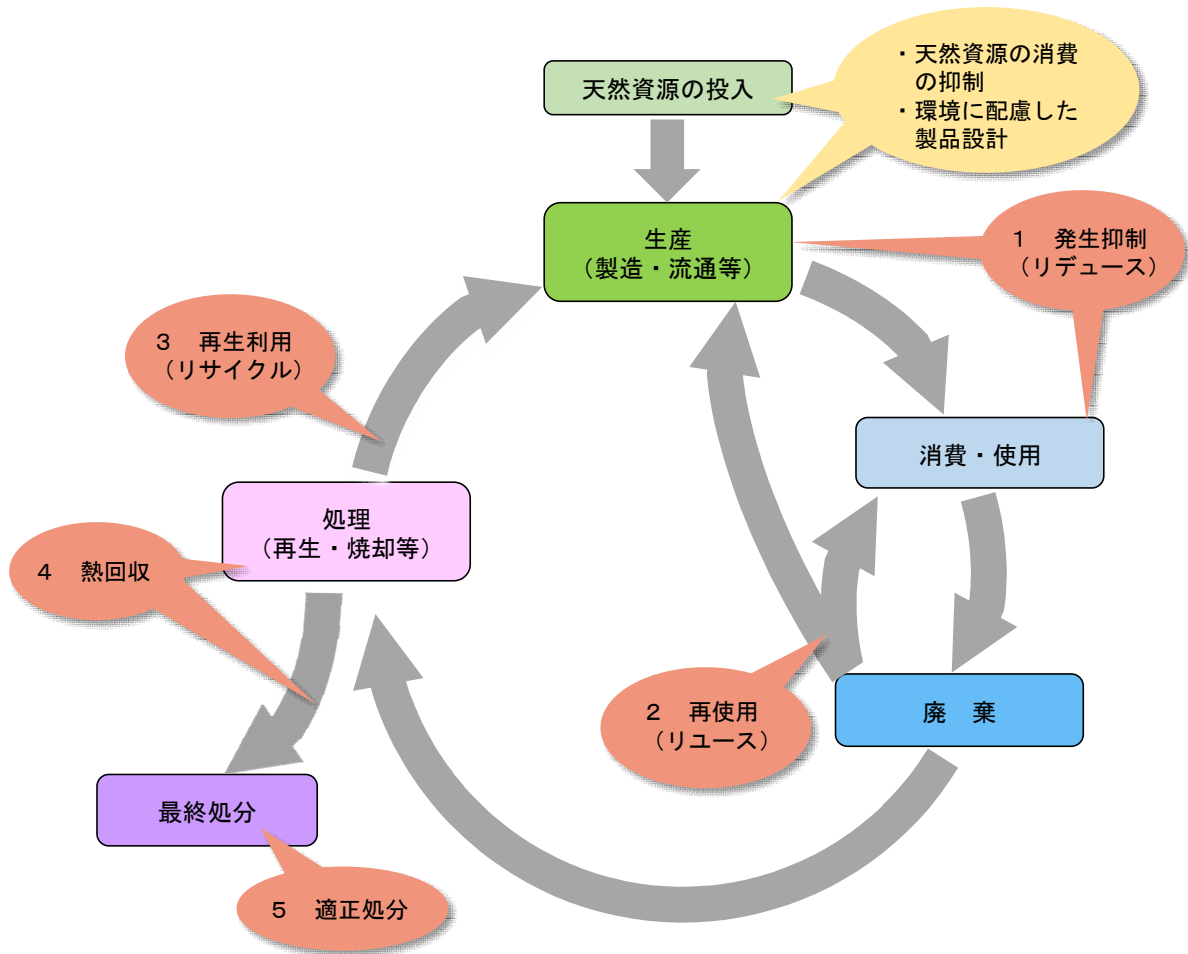 天然資源の投入
・天然資源の消費
の抑制
・環境に配慮した
製品設計
生産
（製造・流通等）
１　発生抑制
（リデュース）
３　再生利用
（リサイクル）
消費・使用
処理
（再生・焼却等）
４　熱回収
２　再使用
（リユース）
廃　棄
最終処分
５　適正処分